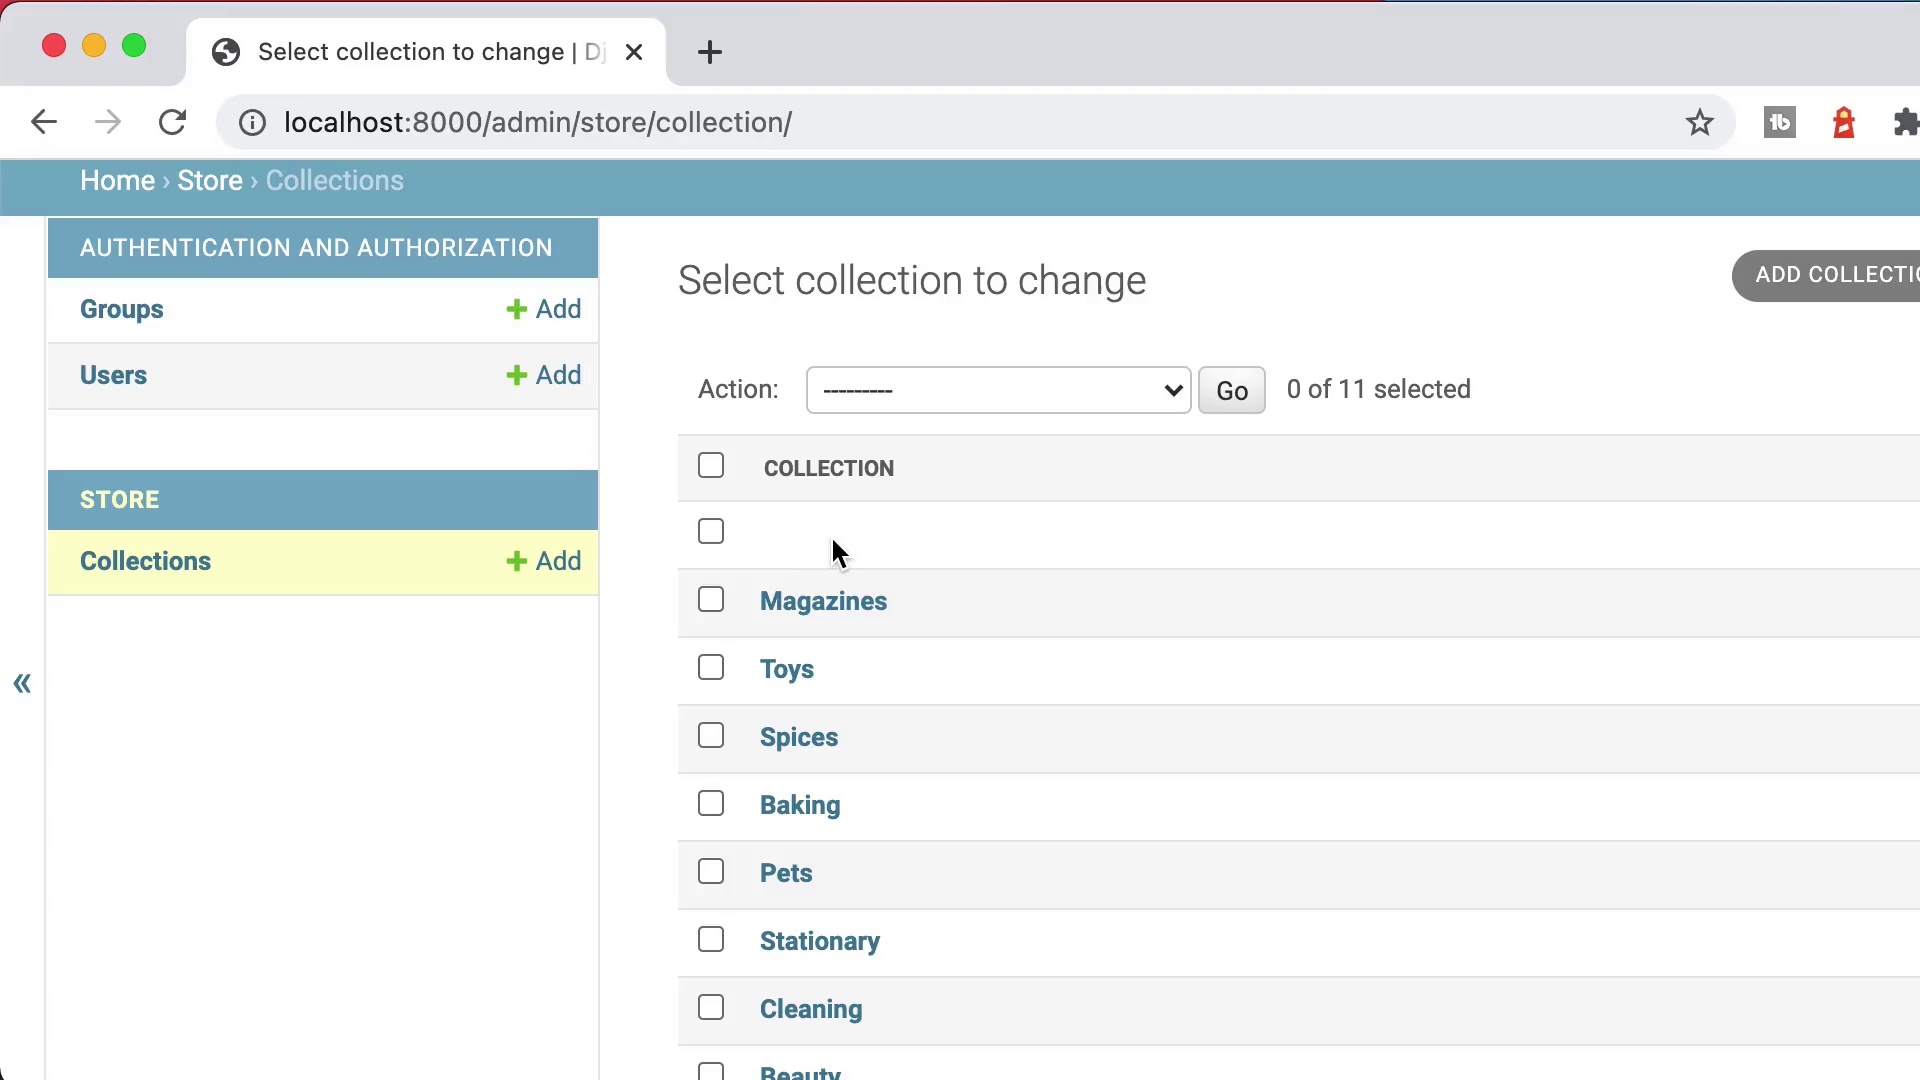 Select collection to change | Dj
localhost:8000/admin/store/collection/
Home › Store › Collections
AUTHENTICATION AND AUTHORIZATION
Groups + Add
Users + Add
STORE
Collections + Add
«
Select collection to change
ADD COLLECTIO
Action: --------- Go 0 of 11 selected
COLLECTION
Magazines
Toys
Spices
Baking
Pets
Stationary
Cleaning
Beauty